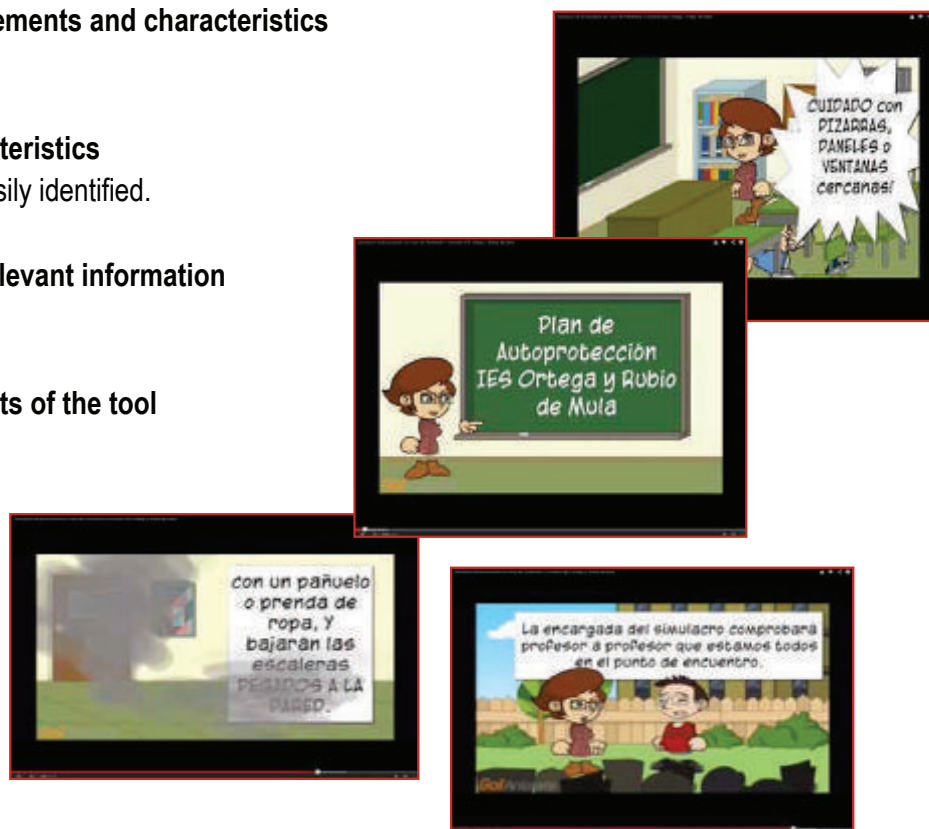 ements and characteristics
teristics
sily identified.
levant information
ts of the tool
CUIDADO con
PIZARRAS,
PANELES o
VENTANAS
cercanas!
Plan de
Autoprotección
IES Ortega y Rubio
de Mula
con un pañuelo
o prenda de
ropa, y
bajarán las
escaleras
PEGADOS A LA
PARED.
La encargada del simulacro comprobará
profesor a profesor que estamos todos
en el punto de encuentro.
Go!Animate